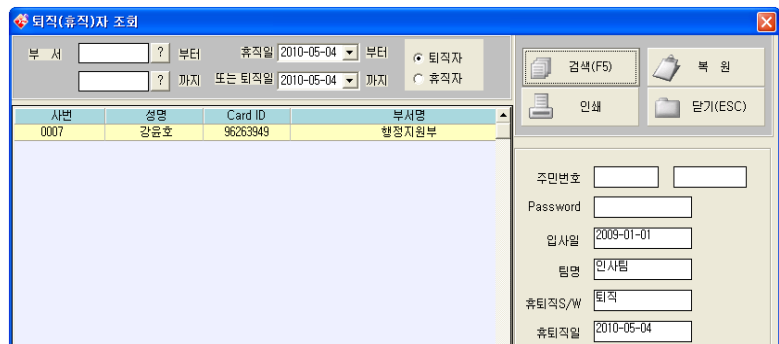 퇴직(휴직)자 조회
부 서 ? 부터 휴직일 2010-05-04 부터 퇴직자
? 까지 또는 퇴직일 2010-05-04 까지 휴직자
검색(F5) 복 원
인쇄 닫기(ESC)
사번 성명 Card ID 부서명
0007 강윤호 96263949 행정지원부
주민번호
Password
입사일 2009-01-01
팀명 인사팀
휴퇴직S/W 퇴직
휴퇴직일 2010-05-04